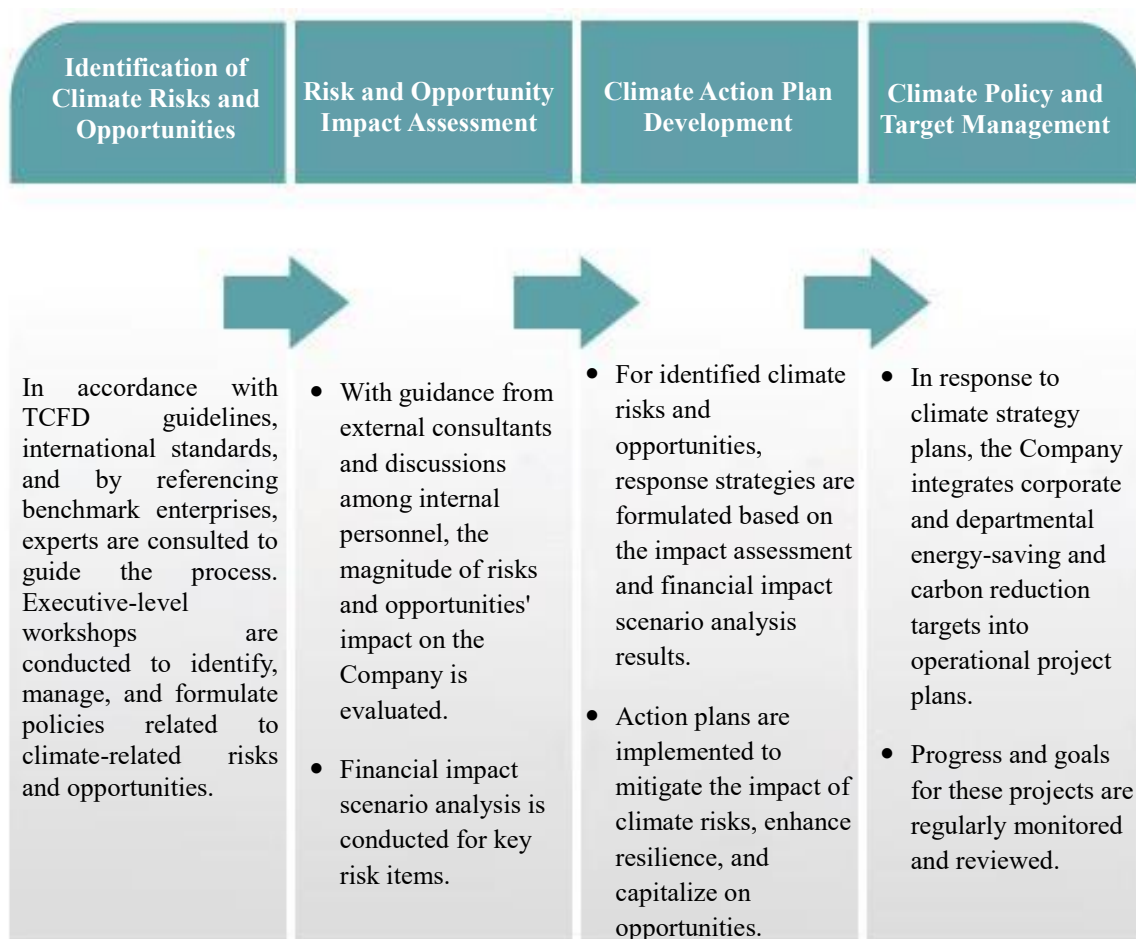 Identification of
Climate Risks and
Opportunities
Risk and Opportunity
Impact Assessment
Climate Action Plan
Development
Climate Policy and
Target Management
In accordance with
TCFD guidelines,
international standards,
and by referencing
benchmark enterprises,
experts are consulted to
guide the process.
Executive-level
workshops are
conducted to identify,
manage, and formulate
policies related to
climate-related risks
and opportunities.
• With guidance from
external consultants
and discussions
among internal
personnel, the
magnitude of risks
and opportunities'
impact on the
Company is
evaluated.
• Financial impact
scenario analysis is
conducted for key
risk items.
• For identified climate
risks and
opportunities,
response strategies are
formulated based on
the impact assessment
and financial impact
scenario analysis
results.
• Action plans are
implemented to
mitigate the impact of
climate risks, enhance
resilience, and
capitalize on
opportunities.
• In response to
climate strategy
plans, the Company
integrates corporate
and departmental
energy-saving and
carbon reduction
targets into
operational project
plans.
• Progress and goals
for these projects are
regularly monitored
and reviewed.